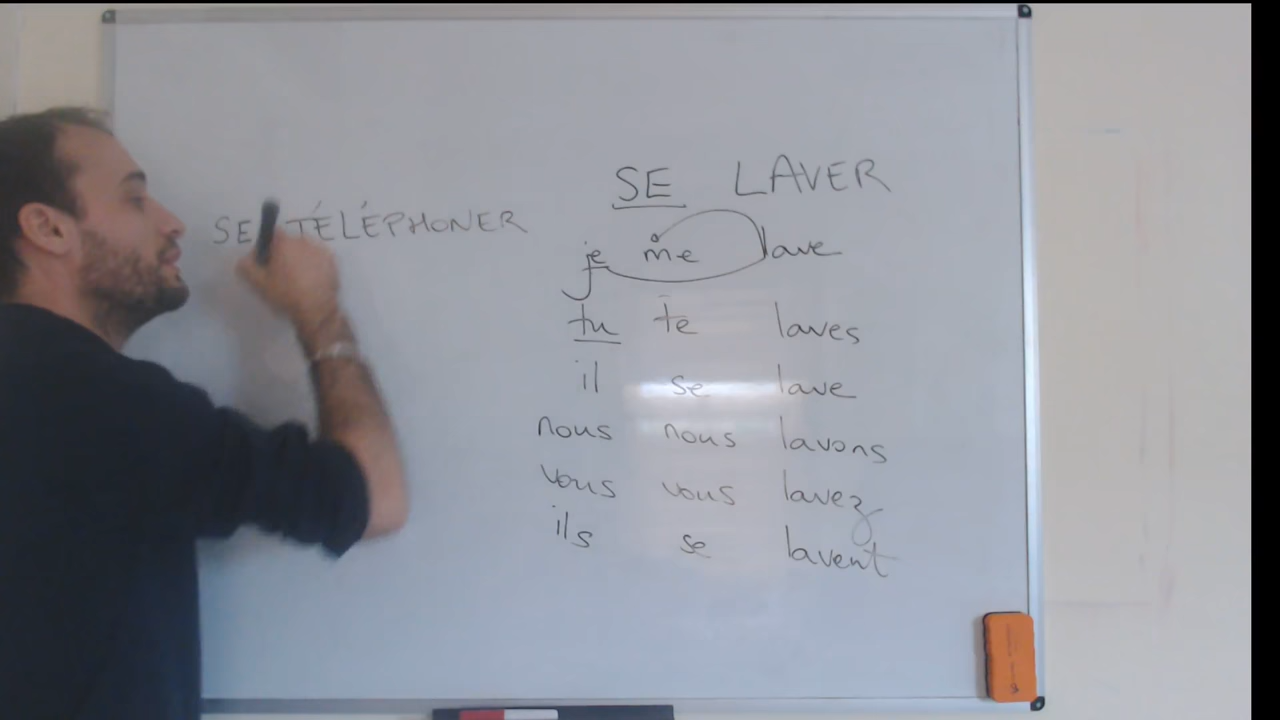 SE TÉLÉPHONER
SE LAVER
je me lave
tu te laves
il se lave
nous nous lavons
vous vous lavez
ils se lavent